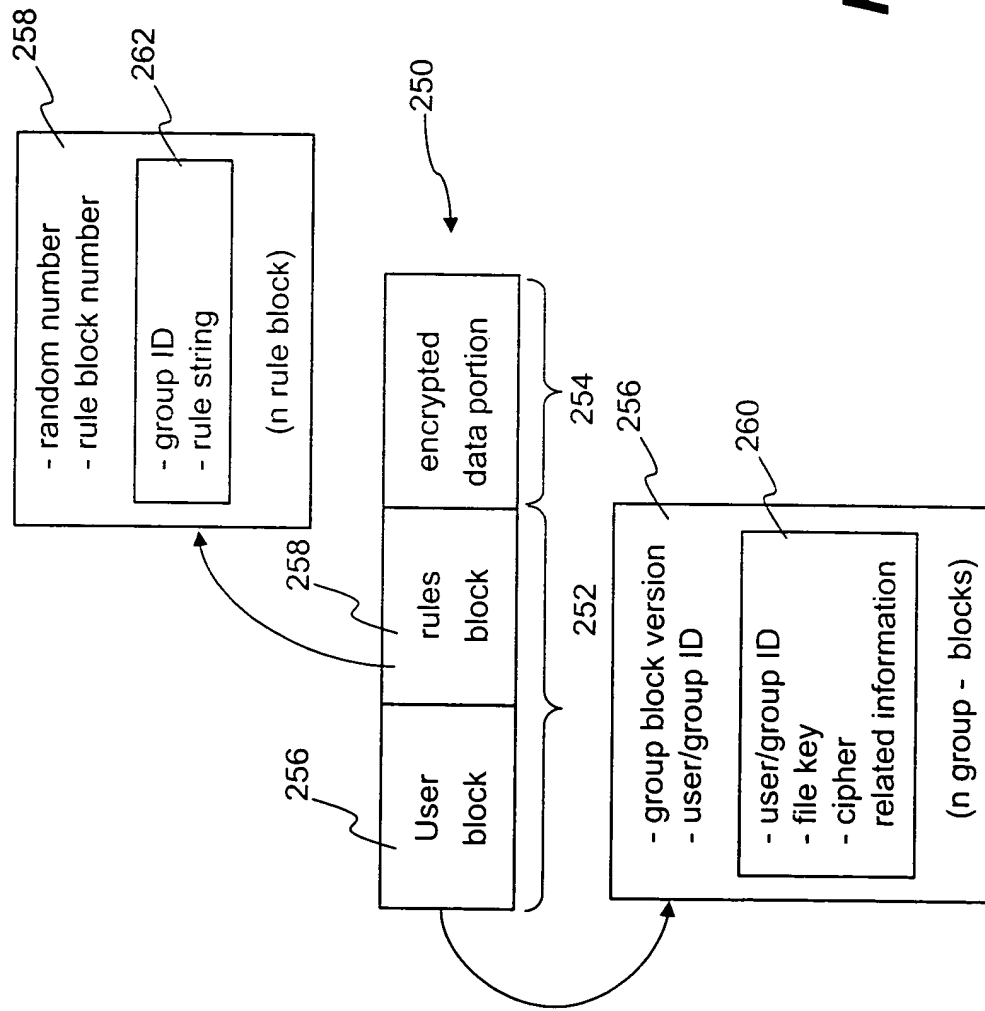 258
- random number
- rule block number
262
- group ID
- rule string
(n rule block)
250
258
256
User
block
rules
block
encrypted
data portion
252
254
256
- group block version
- user/group ID
260
- user/group ID
- file key
- cipher
related information
(n group - blocks)